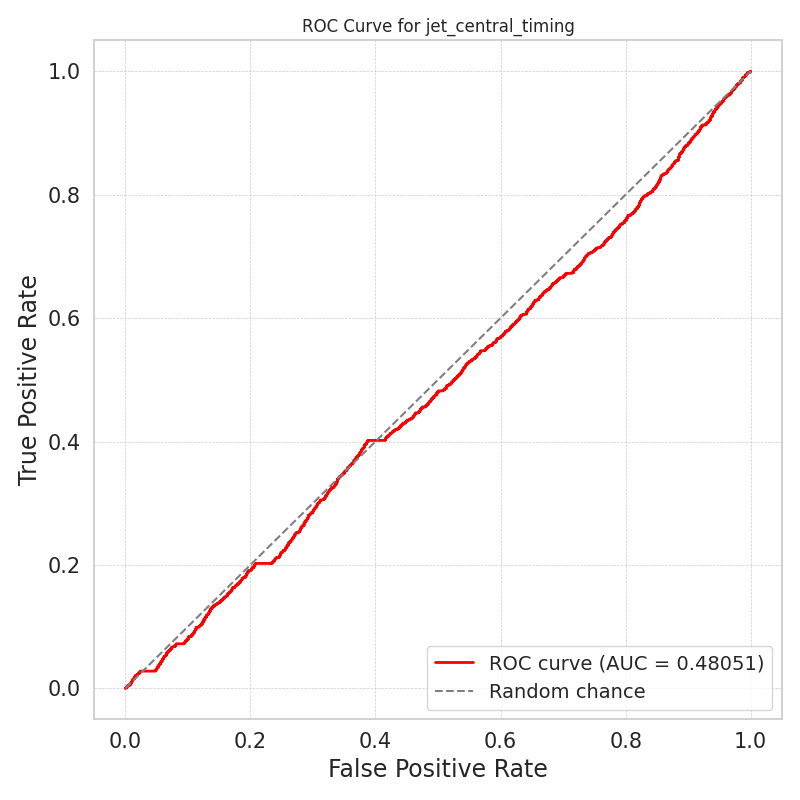 ROC Curve for jet_central_timing
True Positive Rate
1.0
0.8
0.6
0.4
0.2
0.0
ROC curve (AUC = 0.48051)
Random chance
0.0 0.2 0.4 0.6 0.8 1.0
False Positive Rate